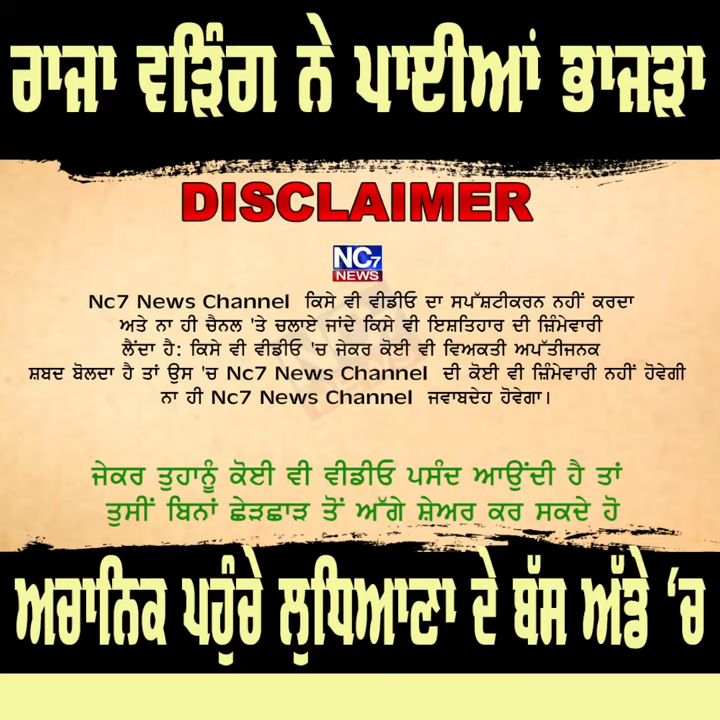 ਰਾਜਾ ਵੜਿੰਗ ਨੇ ਪਾਈਆਂ ਭਾਜੜਾ
DISCLAIMER
NC7
NEWS
Nc7 News Channel ਕਿਸੇ ਵੀ ਵੀਡੀਓ ਦਾ ਸਪੱਸ਼ਟੀਕਰਨ ਨਹੀਂ ਕਰਦਾ
ਅਤੇ ਨਾ ਹੀ ਚੈਨਲ 'ਤੇ ਚਲਾਏ ਜਾਂਦੇ ਕਿਸੇ ਵੀ ਇਸ਼ਤਿਹਾਰ ਦੀ ਜ਼ਿੰਮੇਵਾਰੀ
ਲੈਂਦਾ ਹੈ: ਕਿਸੇ ਵੀ ਵੀਡੀਓ 'ਚ ਜੇਕਰ ਕੋਈ ਵੀ ਵਿਅਕਤੀ ਅਪੱਤੀਜਨਕ
ਸ਼ਬਦ ਬੋਲਦਾ ਹੈ ਤਾਂ ਉਸ 'ਚ Nc7 News Channel ਦੀ ਕੋਈ ਵੀ ਜ਼ਿੰਮੇਵਾਰੀ ਨਹੀਂ ਹੋਵੇਗੀ
ਨਾ ਹੀ Nc7 News Channel ਜਵਾਬਦੇਹ ਹੋਵੇਗਾ।
ਜੇਕਰ ਤੁਹਾਨੂੰ ਕੋਈ ਵੀ ਵੀਡੀਓ ਪਸੰਦ ਆਉਂਦੀ ਹੈ ਤਾਂ
ਤੁਸੀਂ ਬਿਨਾਂ ਛੇੜਛਾੜ ਤੋਂ ਅੱਗੇ ਸ਼ੇਅਰ ਕਰ ਸਕਦੇ ਹੋ
ਅਚਾਨਿਕ ਪਹੁੰਚੇ ਲੁਧਿਆਣਾ ਦੇ ਬੱਸ ਅੱਡੇ ‘ਚ